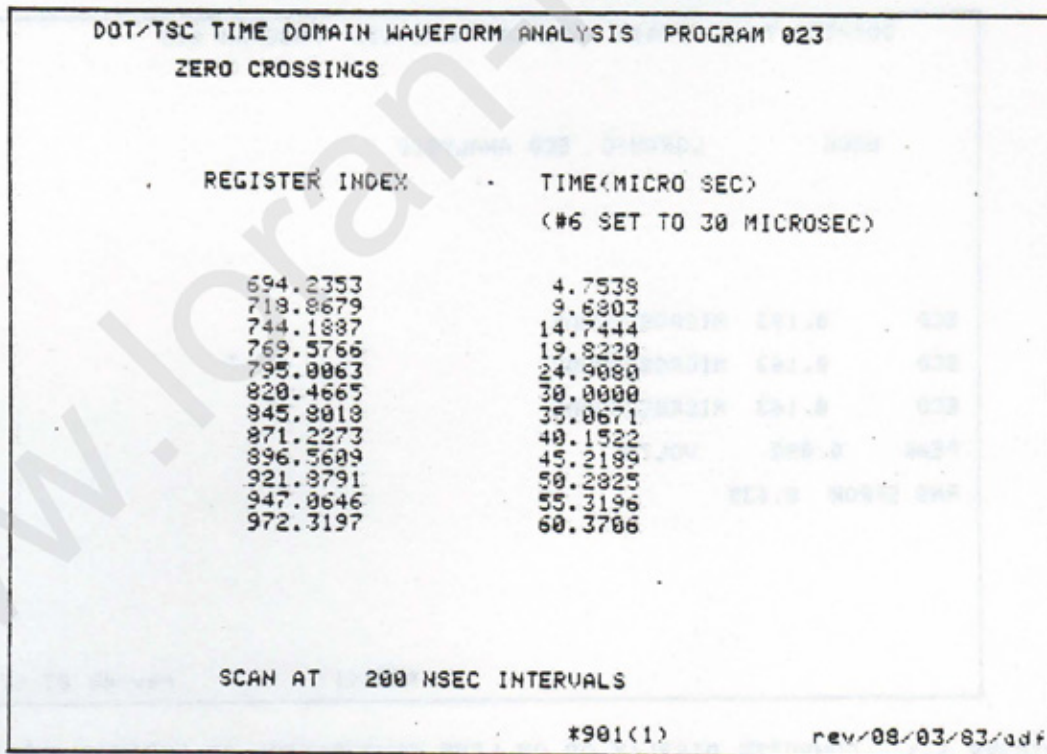 DOT/TSC TIME DOMAIN WAVEFORM ANALYSIS PROGRAM 023
ZERO CROSSINGS
REGISTER INDEX TIME(MICRO SEC)
(#6 SET TO 30 MICROSEC)
694.2353 4.7538
718.8679 9.6803
744.1887 14.7444
769.5766 19.8220
795.0063 24.9080
820.4665 30.0000
845.8018 35.0671
871.2273 40.1522
896.5609 45.2189
921.8791 50.2825
947.0646 55.3196
972.3197 60.3706
SCAN AT 200 NSEC INTERVALS
*901(1) rev/08/03/83/adf
w.loran-